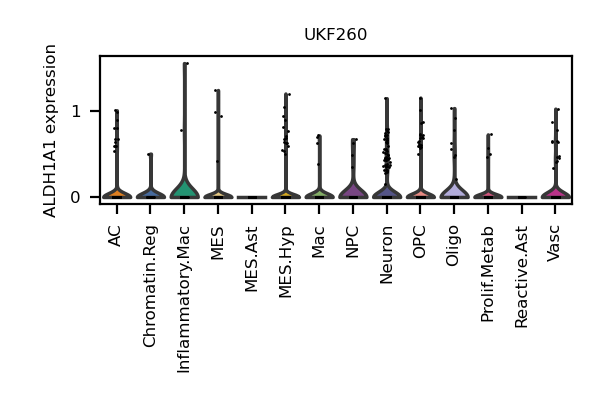 UKF260
ALDH1A1 expression
1
0
AC
Chromatin.Reg
Inflammatory.Mac
MES
MES.Ast
MES.Hyp
Mac
NPC
Neuron
OPC
Oligo
Prolif.Metab
Reactive.Ast
Vasc